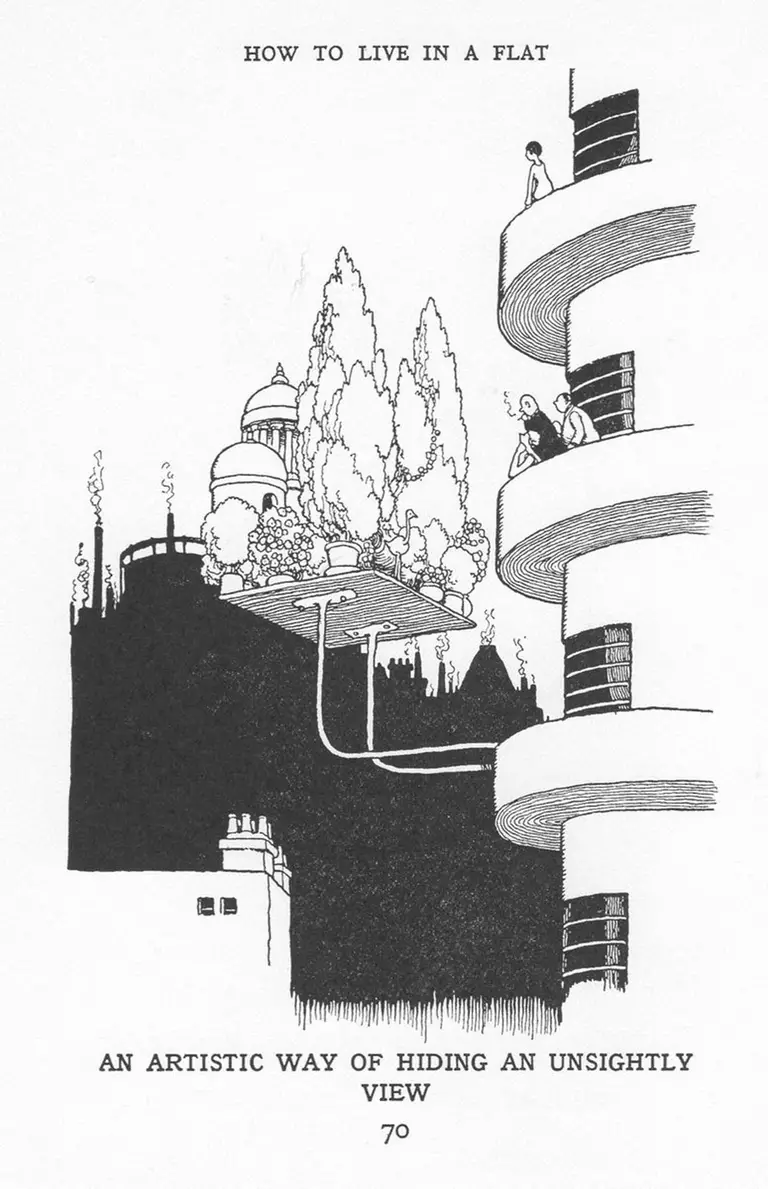 HOW TO LIVE IN A FLAT
AN ARTISTIC WAY OF HIDING AN UNSIGHTLY
VIEW
70